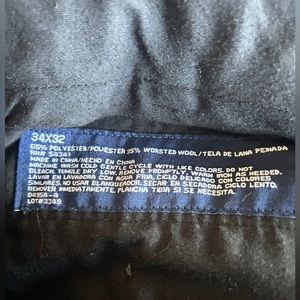 34X32
65% POLYESTER/POLIESTER 35% WORSTED WOOL/TELA DE LANA PEINADA
RN# 50341
MADE IN CHINA/HECHO EN CHINA
MACHINE WASH COLD GENTLE CYCLE WITH LIKE COLORS. DO NOT
BLEACH. TUMBLE DRY LOW. REMOVE PROMPTLY. WARM IRON AS NEEDED.
LAVAR EN LAVADORA CON AGUA FRIA, CICLO DELICADO CON COLORES
SIMILARES. NO USAR BLANQUEADOR. SECAR EN SECADORA CICLO LENTO.
REMOVER INMEDIATAMENTE. PLANCHA TIBIA SI SE NECESITA.
LOT#3349